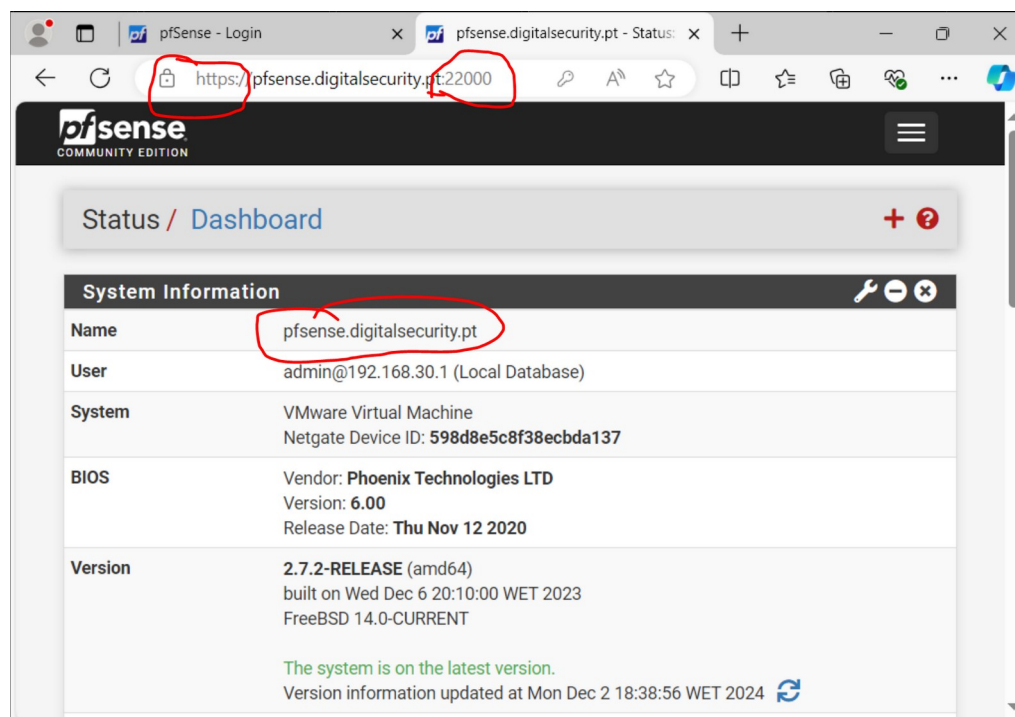 pfSense - Login
pfsense.digitalsecurity.pt - Status:
https://pfsense.digitalsecurity.pt:22000
pfsense
COMMUNITY EDITION
Status / Dashboard
System Information
Name pfsense.digitalsecurity.pt
User admin@192.168.30.1 (Local Database)
System VMware Virtual Machine
Netgate Device ID: 598d8e5c8f38ecbda137
BIOS Vendor: Phoenix Technologies LTD
Version: 6.00
Release Date: Thu Nov 12 2020
Version 2.7.2-RELEASE (amd64)
built on Wed Dec 6 20:10:00 WET 2023
FreeBSD 14.0-CURRENT
The system is on the latest version.
Version information updated at Mon Dec 2 18:38:56 WET 2024